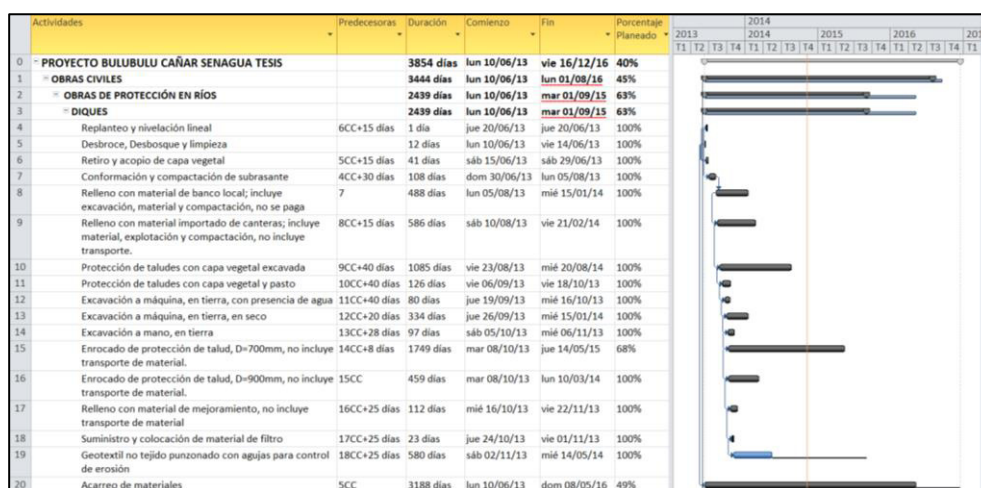 Actividades Predecesoras Duración Comienzo Fin Porcentaje Planeado
2014
2013 2014 2015 2016 201
T1 T2 T3 T4 T1 T2 T3 T4 T1 T2 T3 T4 T1 T2 T3 T4 T1
0 PROYECTO BULUBULU CAÑAR SENAGUA TESIS 3854 días lun 10/06/13 vie 16/12/16 40%
1 OBRAS CIVILES 3444 días lun 10/06/13 lun 01/08/16 45%
2 OBRAS DE PROTECCIÓN EN RÍOS 2439 días lun 10/06/13 mar 01/09/15 63%
3 DIQUES 2439 días lun 10/06/13 mar 01/09/15 63%
4 Replanteo y nivelación lineal 6CC+15 días 1 día jue 20/06/13 jue 20/06/13 100%
5 Desbroce, Desbosque y limpieza 12 días lun 10/06/13 vie 14/06/13 100%
6 Retiro y acopio de capa vegetal 5CC+15 días 41 días sáb 15/06/13 sáb 29/06/13 100%
7 Conformación y compactación de subrasante 4CC+30 días 108 días dom 30/06/13 lun 05/08/13 100%
8 Relleno con material de banco local; incluye 7 488 días lun 05/08/13 mié 15/01/14 100%
excavación, material y compactación, no se paga
9 Relleno con material importado de canteras; incluye 8CC+15 días 586 días sáb 10/08/13 vie 21/02/14 100%
material, explotación y compactación, no incluye
transporte.
10 Protección de taludes con capa vegetal excavada 9CC+40 días 1085 días vie 23/08/13 mié 20/08/14 100%
11 Protección de taludes con capa vegetal y pasto 10CC+40 días 126 días vie 06/09/13 vie 18/10/13 100%
12 Excavación a máquina, en tierra, con presencia de agua 11CC+40 días 80 días jue 19/09/13 mié 16/10/13 100%
13 Excavación a máquina, en tierra, en seco 12CC+20 días 334 días jue 26/09/13 mié 15/01/14 100%
14 Excavación a mano, en tierra 13CC+28 días 97 días sáb 05/10/13 mié 06/11/13 100%
15 Enrocado de protección de talud, D=700mm, no incluye 14CC+8 días 1749 días mar 08/10/13 jue 14/05/15 68%
transporte de material.
16 Enrocado de protección de talud, D=900mm, no incluye 15CC 459 días mar 08/10/13 lun 10/03/14 100%
transporte de material.
17 Relleno con material de mejoramiento, no incluye 16CC+25 días 112 días mié 16/10/13 vie 22/11/13 100%
transporte de material
18 Suministro y colocación de material de filtro 17CC+25 días 23 días jue 24/10/13 vie 01/11/13 100%
19 Geotextil no tejido punzonado con agujas para control 18CC+25 días 580 días sáb 02/11/13 mié 14/05/14 100%
de erosión
20 Acarreo de materiales 5CC 3188 días lun 10/06/13 dom 08/05/16 49%